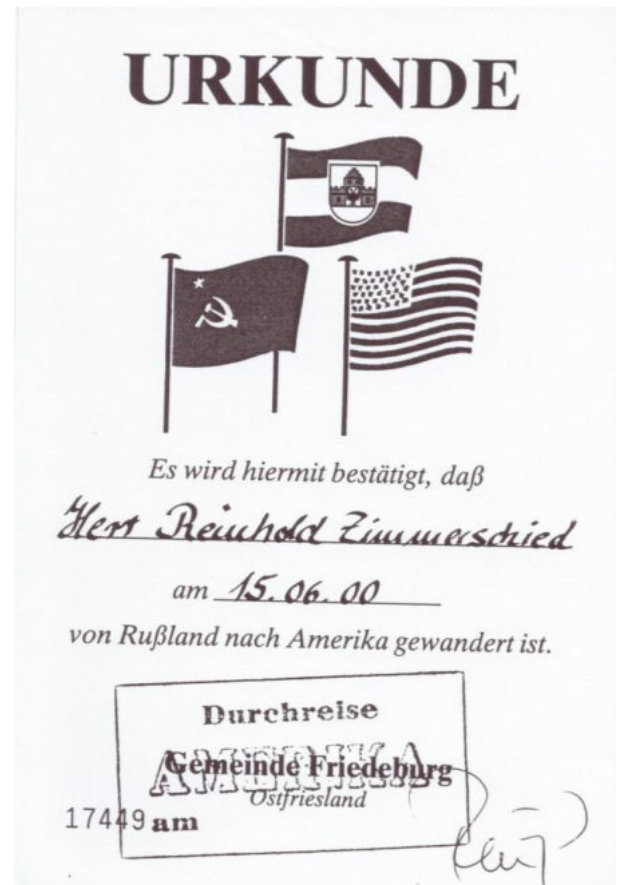 URKUNDE
Es wird hiermit bestätigt, daß
Herr Reinhold Zimmerschied
am 15.06.00
von Rußland nach Amerika gewandert ist.
Durchreise
AMERIKA
Gemeinde Friedeburg
Ostfriesland
17449 am